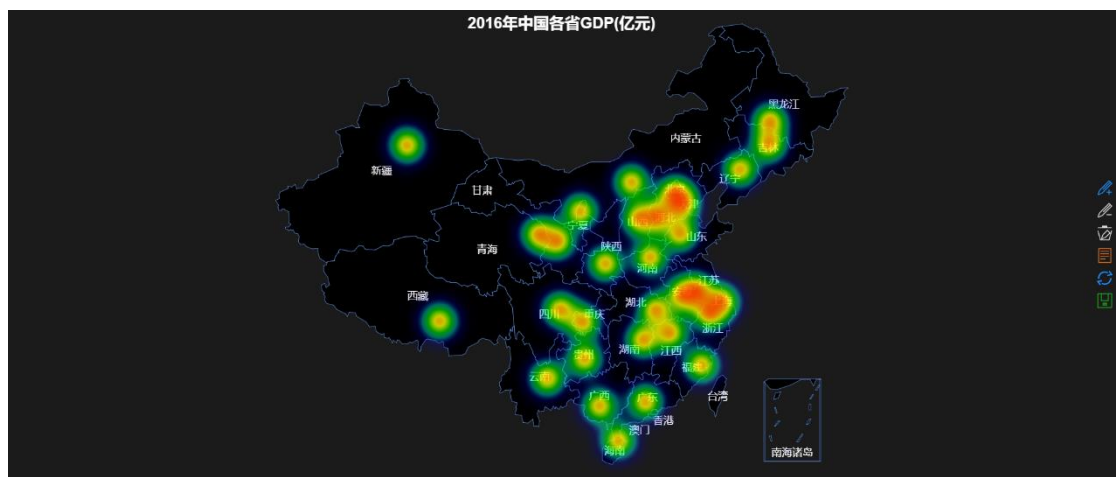 2016年中国各省GDP(亿元)
黑龙江
内蒙古
吉林
新疆
辽宁
甘肃
宁夏
山东
陕西
青海
河南
江苏
西藏
湖北
四川
重庆
浙江
湖南
江西
贵州
福建
云南
广西
广东
台湾
香港
澳门
海南
南海诸岛